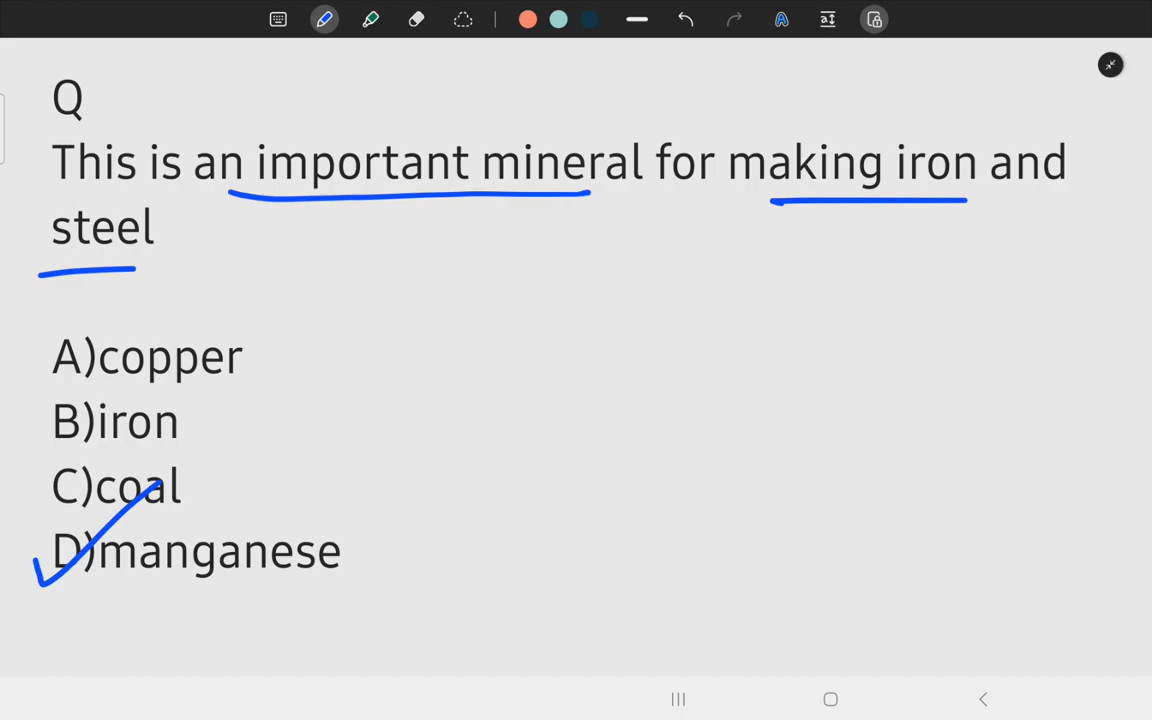 Q
This is an important mineral for making iron and
steel
A)copper
B)iron
C)coal
D)manganese